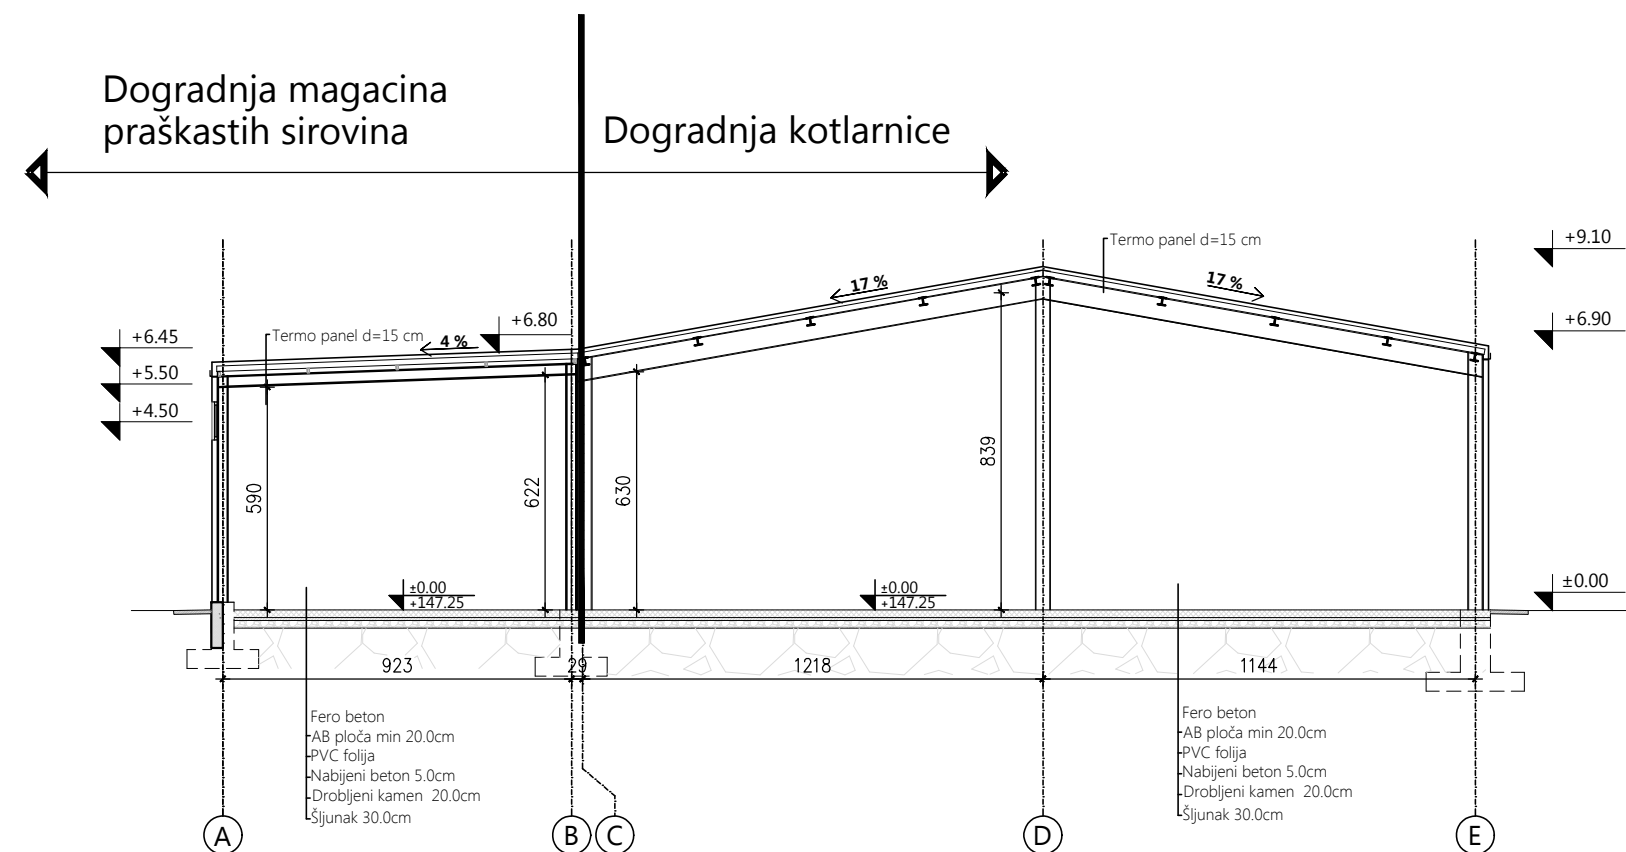 Dogradnja magacina
praškastih sirovina
Dogradnja kotlarnice
Termo panel d=15 cm
+9.10
17 %
17 %
+6.80
+6.90
+6.45
Termo panel d=15 cm
4 %
+5.50
+4.50
590
622
630
839
±0.00
+147.25
±0.00
+147.25
±0.00
923
29
1218
1144
Fero beton
AB ploča min 20.0cm
PVC folija
Nabijeni beton 5.0cm
Drobljeni kamen 20.0cm
Šljunak 30.0cm
Fero beton
AB ploča min 20.0cm
PVC folija
Nabijeni beton 5.0cm
Drobljeni kamen 20.0cm
Šljunak 30.0cm
A
B
C
D
E